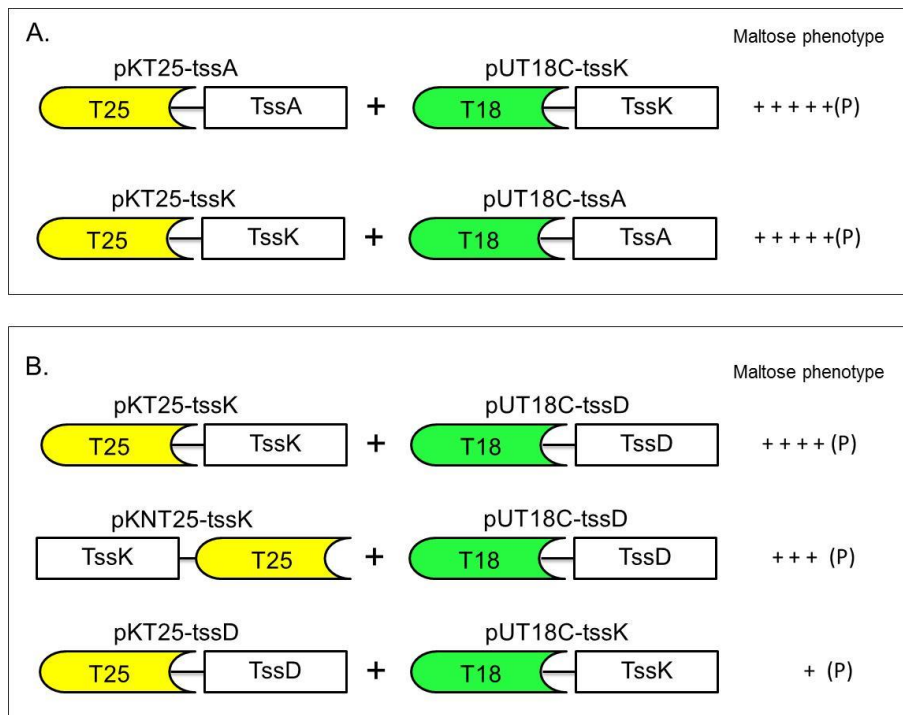 A.
Maltose phenotype
pKT25-tssA pUT18C-tssK
T25 TssA + T18 TssK + + + + +(P)
pKT25-tssK pUT18C-tssA
T25 TssK + T18 TssA + + + + +(P)
B.
Maltose phenotype
pKT25-tssK pUT18C-tssD
T25 TssK + T18 TssD + + + + (P)
pKNT25-tssK pUT18C-tssD
TssK T25 + T18 TssD + + + (P)
pKT25-tssD pUT18C-tssK
T25 TssD + T18 TssK + (P)